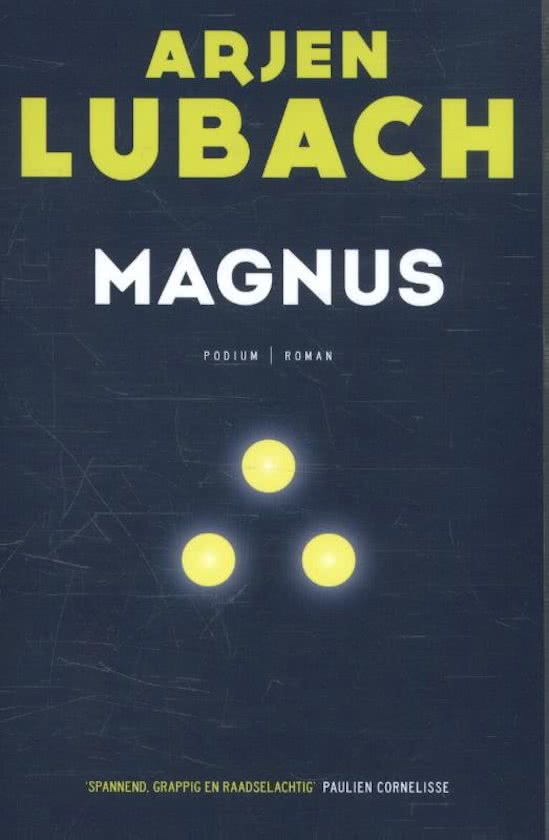 ARJEN
LUBACH
MAGNUS
PODIUM | ROMAN
'SPANNEND, GRAPPIG EN RAADSELACHTIG' PAULIEN CORNELISSE